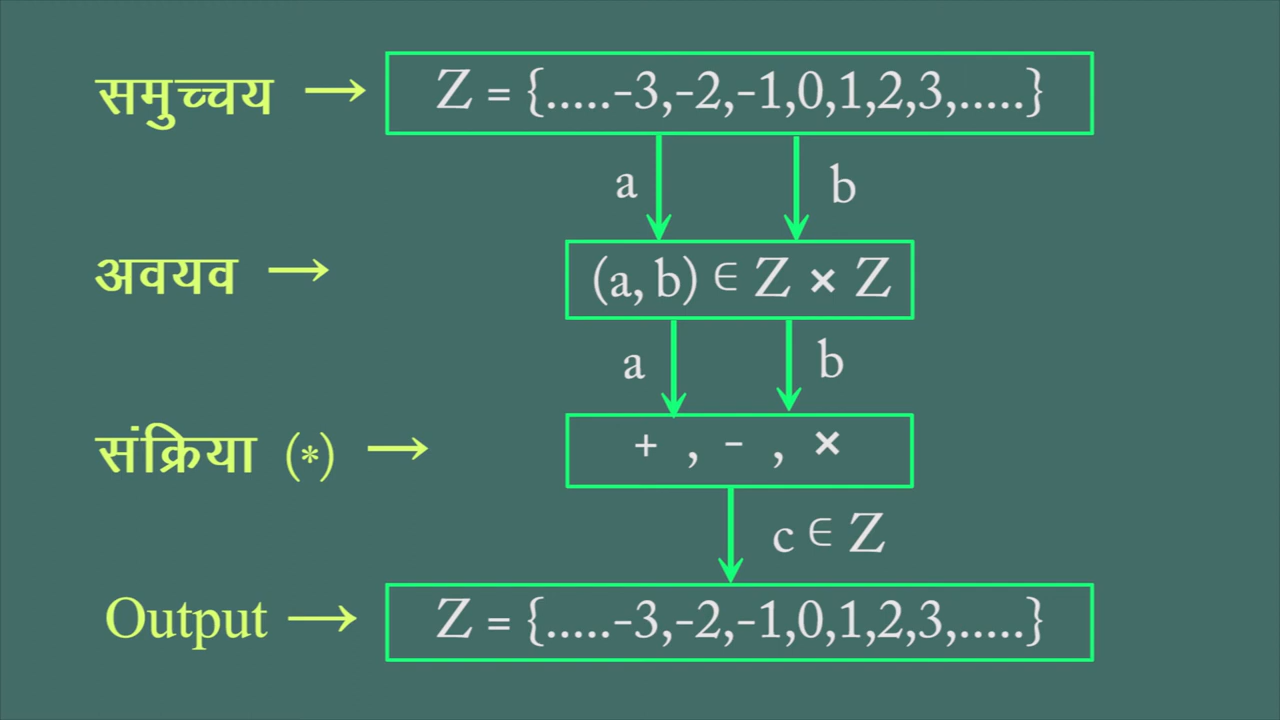 समुच्चय → Z = {.....-3,-2,-1,0,1,2,3,.....}
a b
अवयव → (a, b) ∈ Z × Z
a b
संक्रिया (*) → + , - , ×
c ∈ Z
Output → Z = {.....-3,-2,-1,0,1,2,3,.....}